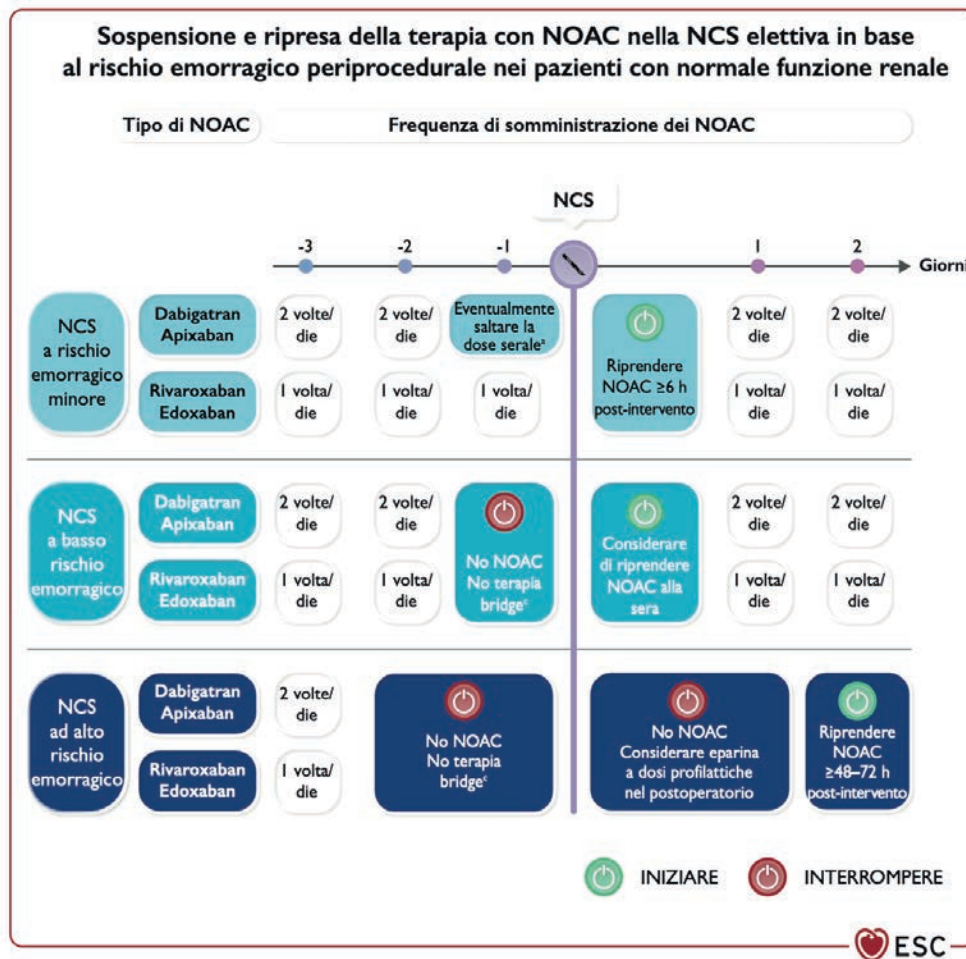 Sospensione e ripresa della terapia con NOAC nella NCS elettiva in base
al rischio emorragico periprocedurale nei pazienti con normale funzione renale
Tipo di NOAC
Frequenza di somministrazione dei NOAC
NCS
-3
-2
-1
1
2
Giorni
NCS
a rischio
emorragico
minore
Dabigatran
Apixaban
2 volte/
die
2 volte/
die
Eventualmente
saltare la
dose seraleᵃ
Riprendere
NOAC ≥6 h
post-intervento
2 volte/
die
2 volte/
die
Rivaroxaban
Edoxaban
1 volta/
die
1 volta/
die
1 volta/
die
1 volta/
die
1 volta/
die
NCS
a basso
rischio
emorragico
Dabigatran
Apixaban
2 volte/
die
2 volte/
die
No NOAC
No terapia
bridgeᶜ
Considerare
di riprendere
NOAC alla
sera
2 volte/
die
2 volte/
die
Rivaroxaban
Edoxaban
1 volta/
die
1 volta/
die
1 volta/
die
1 volta/
die
NCS
ad alto
rischio
emorragico
Dabigatran
Apixaban
2 volte/
die
No NOAC
No terapia
bridgeᶜ
No NOAC
Considerare eparina
a dosi profilattiche
nel postoperatorio
Riprendere
NOAC
≥48–72 h
post-intervento
Rivaroxaban
Edoxaban
1 volta/
die
INIZIARE
INTERROMPERE
ESC